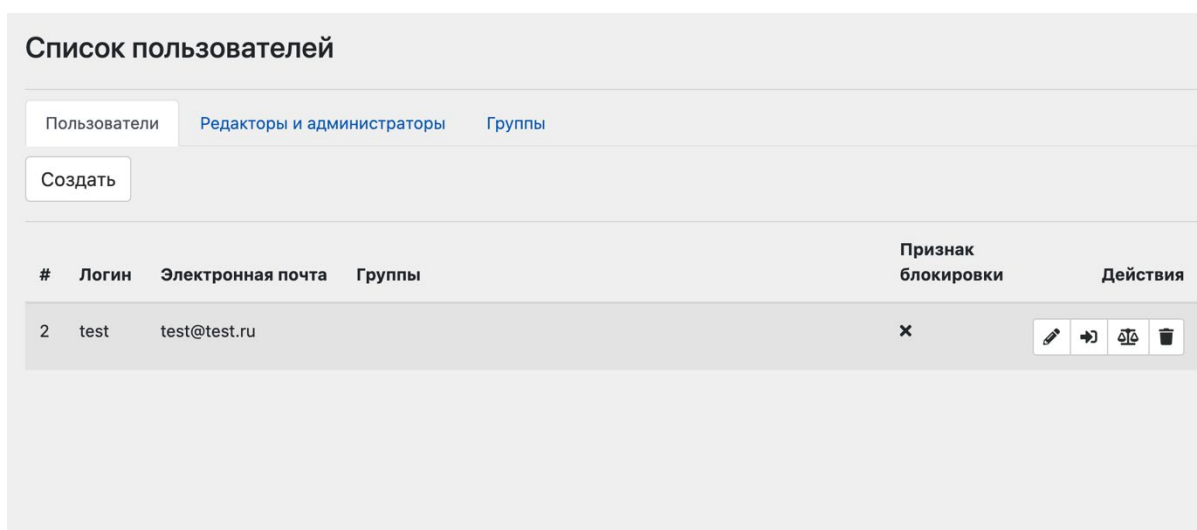 Список пользователей
Пользователи Редакторы и администраторы Группы
Создать
Признак
# Логин Электронная почта Группы блокировки Действия
2 test test@test.ru